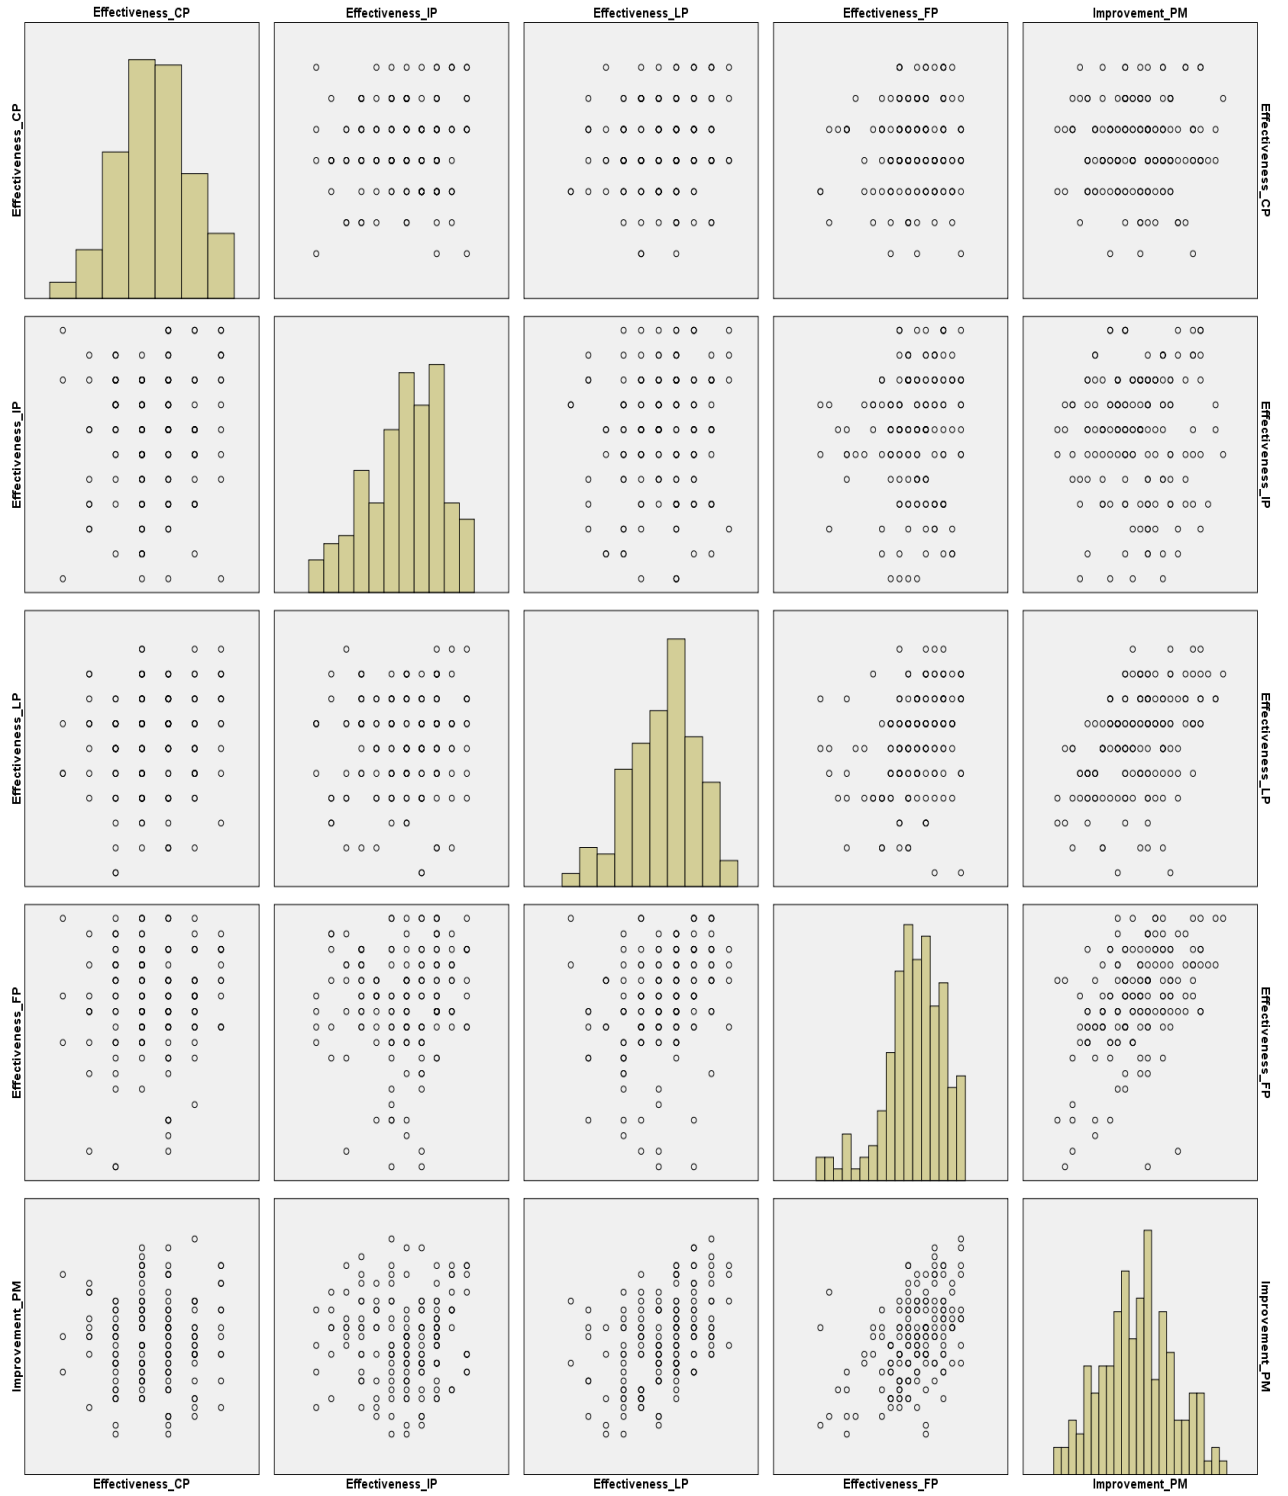 Effectiveness_CP Effectiveness_IP Effectiveness_LP Effectiveness_FP Improvement_PM
Effectiveness_CP Effectiveness_CP
Effectiveness_IP Effectiveness_IP
Effectiveness_LP Effectiveness_LP
Effectiveness_FP Effectiveness_FP
Improvement_PM Improvement_PM
Effectiveness_CP Effectiveness_IP Effectiveness_LP Effectiveness_FP Improvement_PM